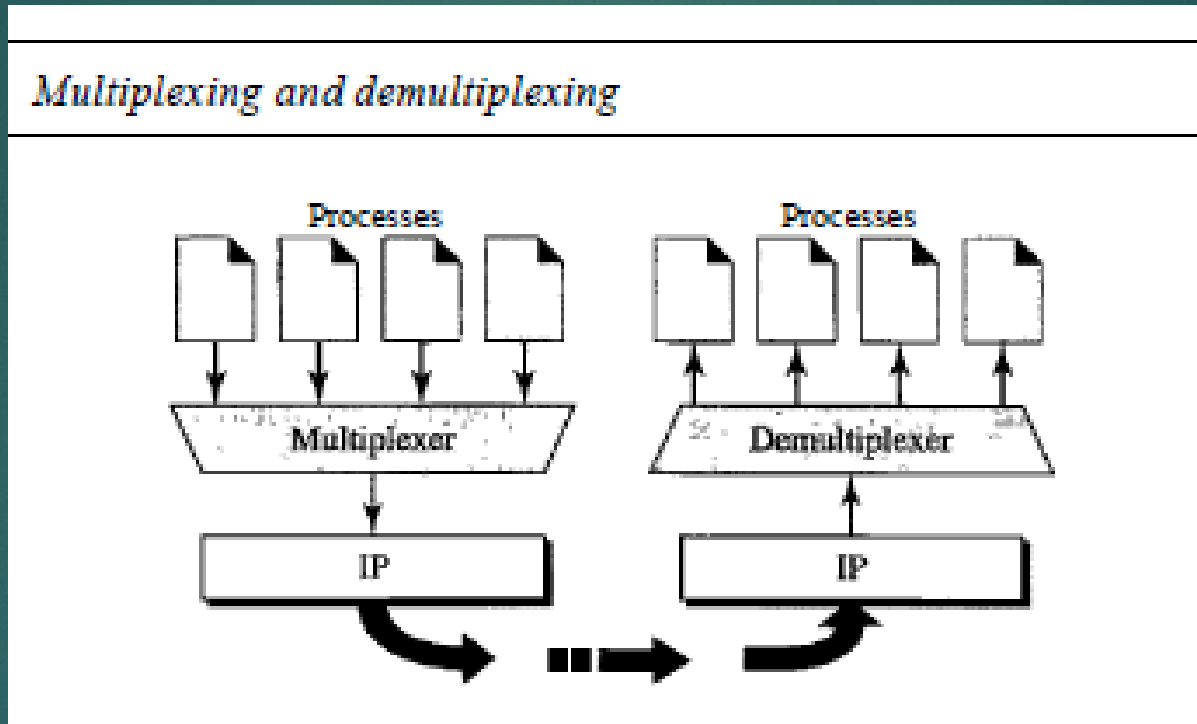 Multiplexing and demultiplexing
Processes Processes
Multiplexer Demultiplexer
IP IP